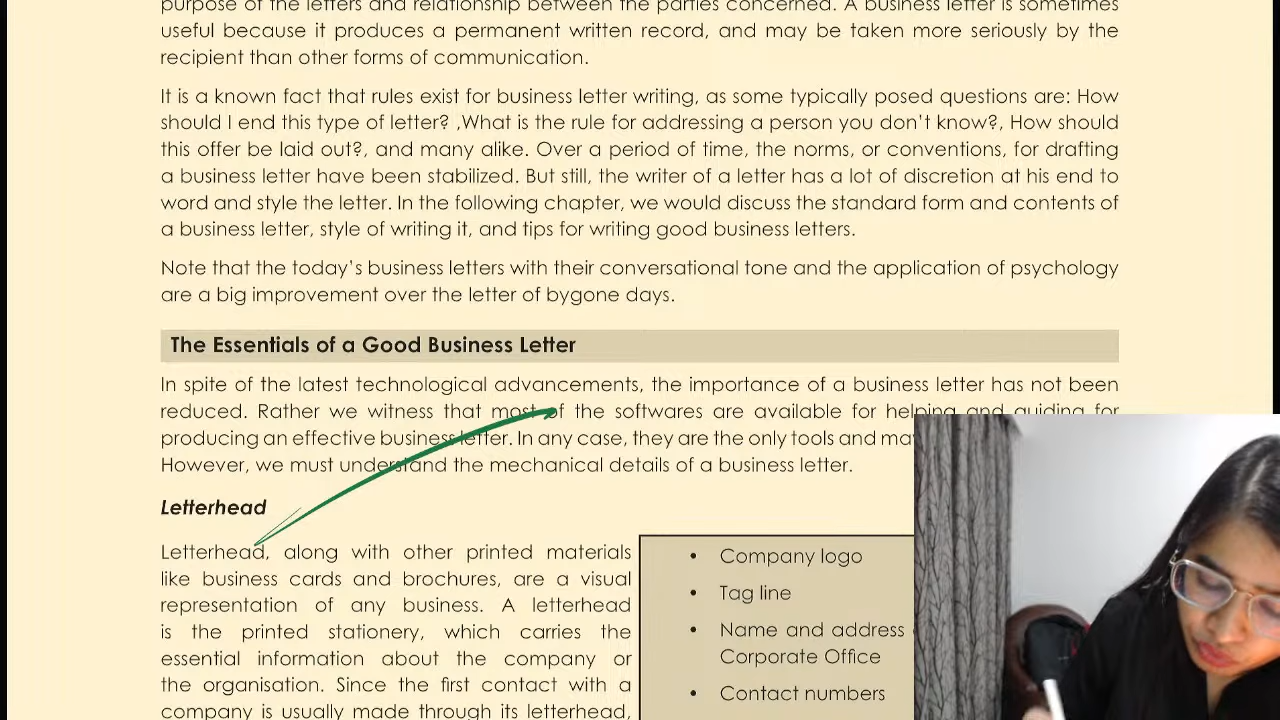 purpose of the letters and relationship between the parties concerned. A business letter is sometimes
useful because it produces a permanent written record, and may be taken more seriously by the
recipient than other forms of communication.
It is a known fact that rules exist for business letter writing, as some typically posed questions are: How
should I end this type of letter? ,What is the rule for addressing a person you don't know?, How should
this offer be laid out?, and many alike. Over a period of time, the norms, or conventions, for drafting
a business letter have been stabilized. But still, the writer of a letter has a lot of discretion at his end to
word and style the letter. In the following chapter, we would discuss the standard form and contents of
a business letter, style of writing it, and tips for writing good business letters.
Note that the today's business letters with their conversational tone and the application of psychology
are a big improvement over the letter of bygone days.
The Essentials of a Good Business Letter
In spite of the latest technological advancements, the importance of a business letter has not been
reduced. Rather we witness that most of the softwares are available for helping and guiding for
producing an effective business letter. In any case, they are the only tools and may
However, we must understand the mechanical details of a business letter.
Letterhead
Letterhead, along with other printed materials
like business cards and brochures, are a visual
representation of any business. A letterhead
is the printed stationery, which carries the
essential information about the company or
the organisation. Since the first contact with a
company is usually made through its letterhead,
• Company logo
• Tag line
• Name and address
Corporate Office
• Contact numbers